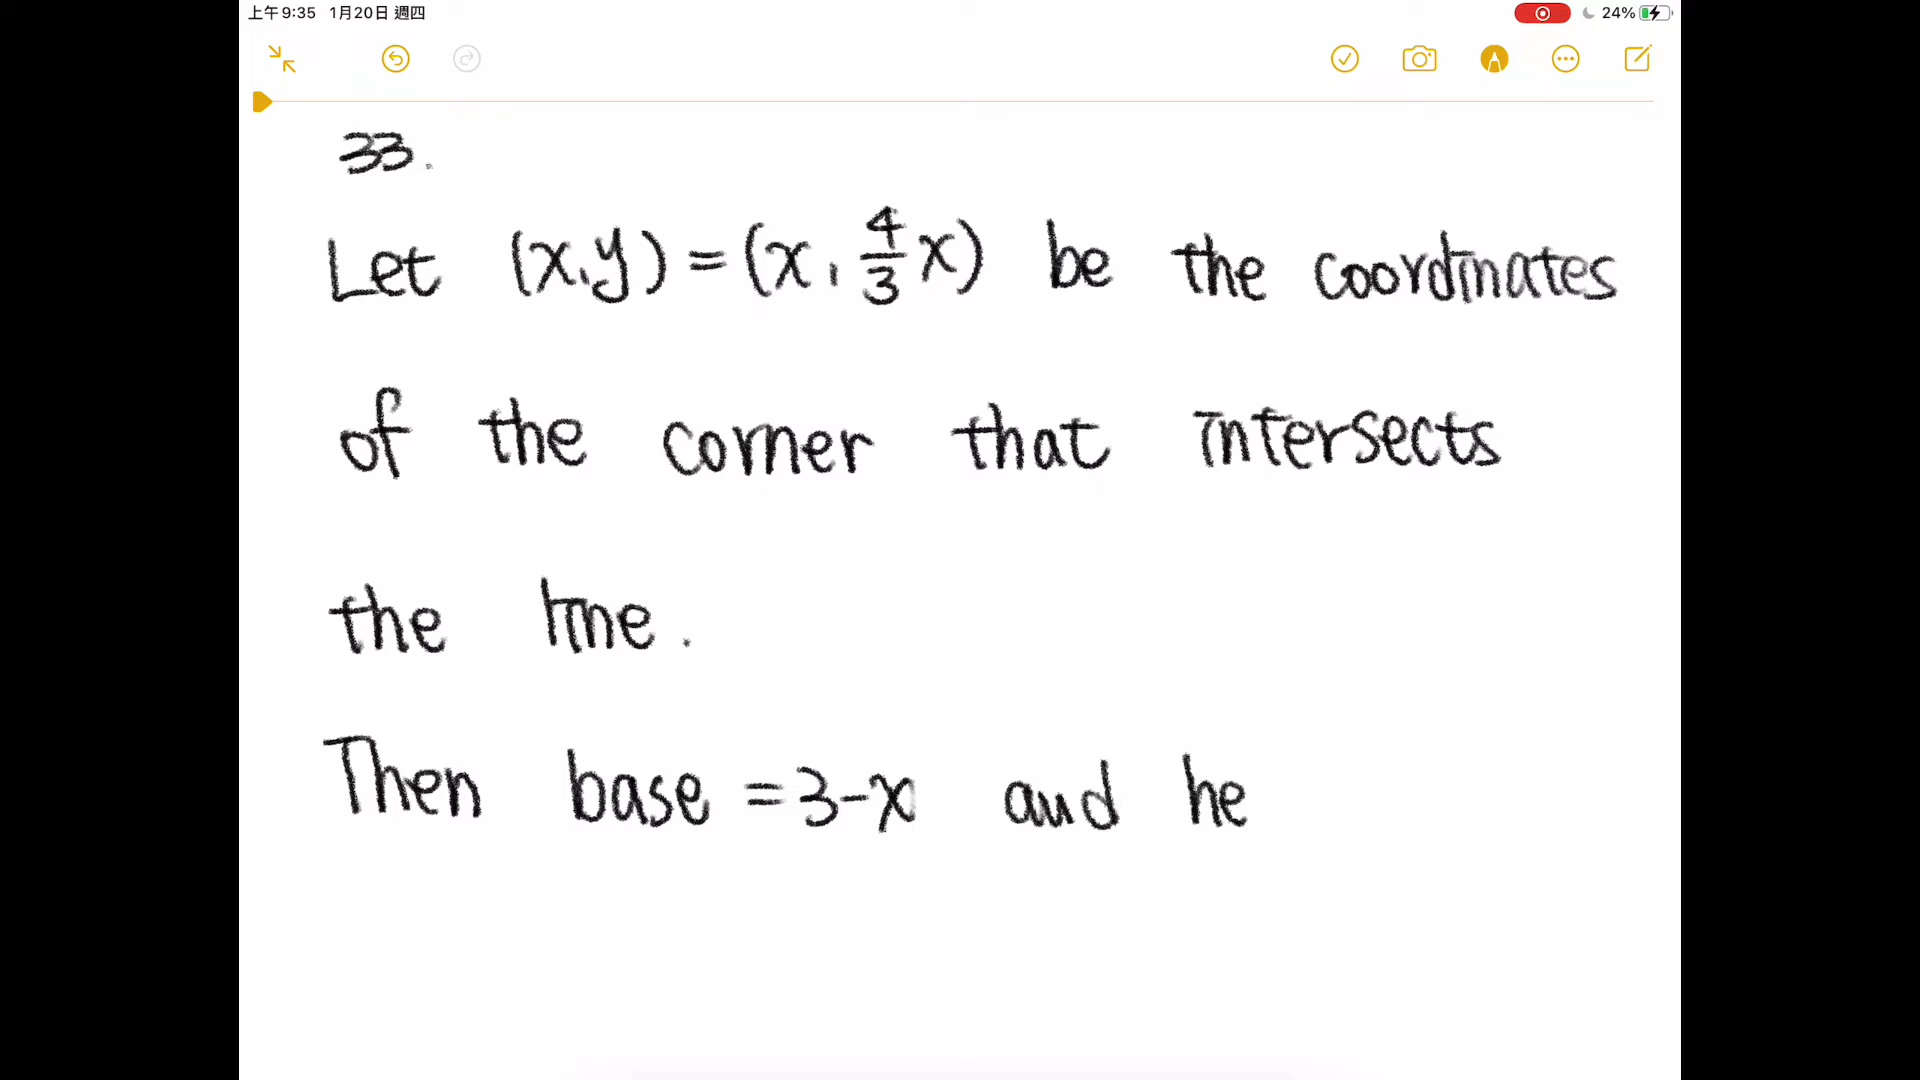 上午9:35 1月20日 週四 24%
33.
Let (x,y) = (x, 4/3 x) be the coordinates
of the corner that intersects
the line.
Then base = 3-x and he